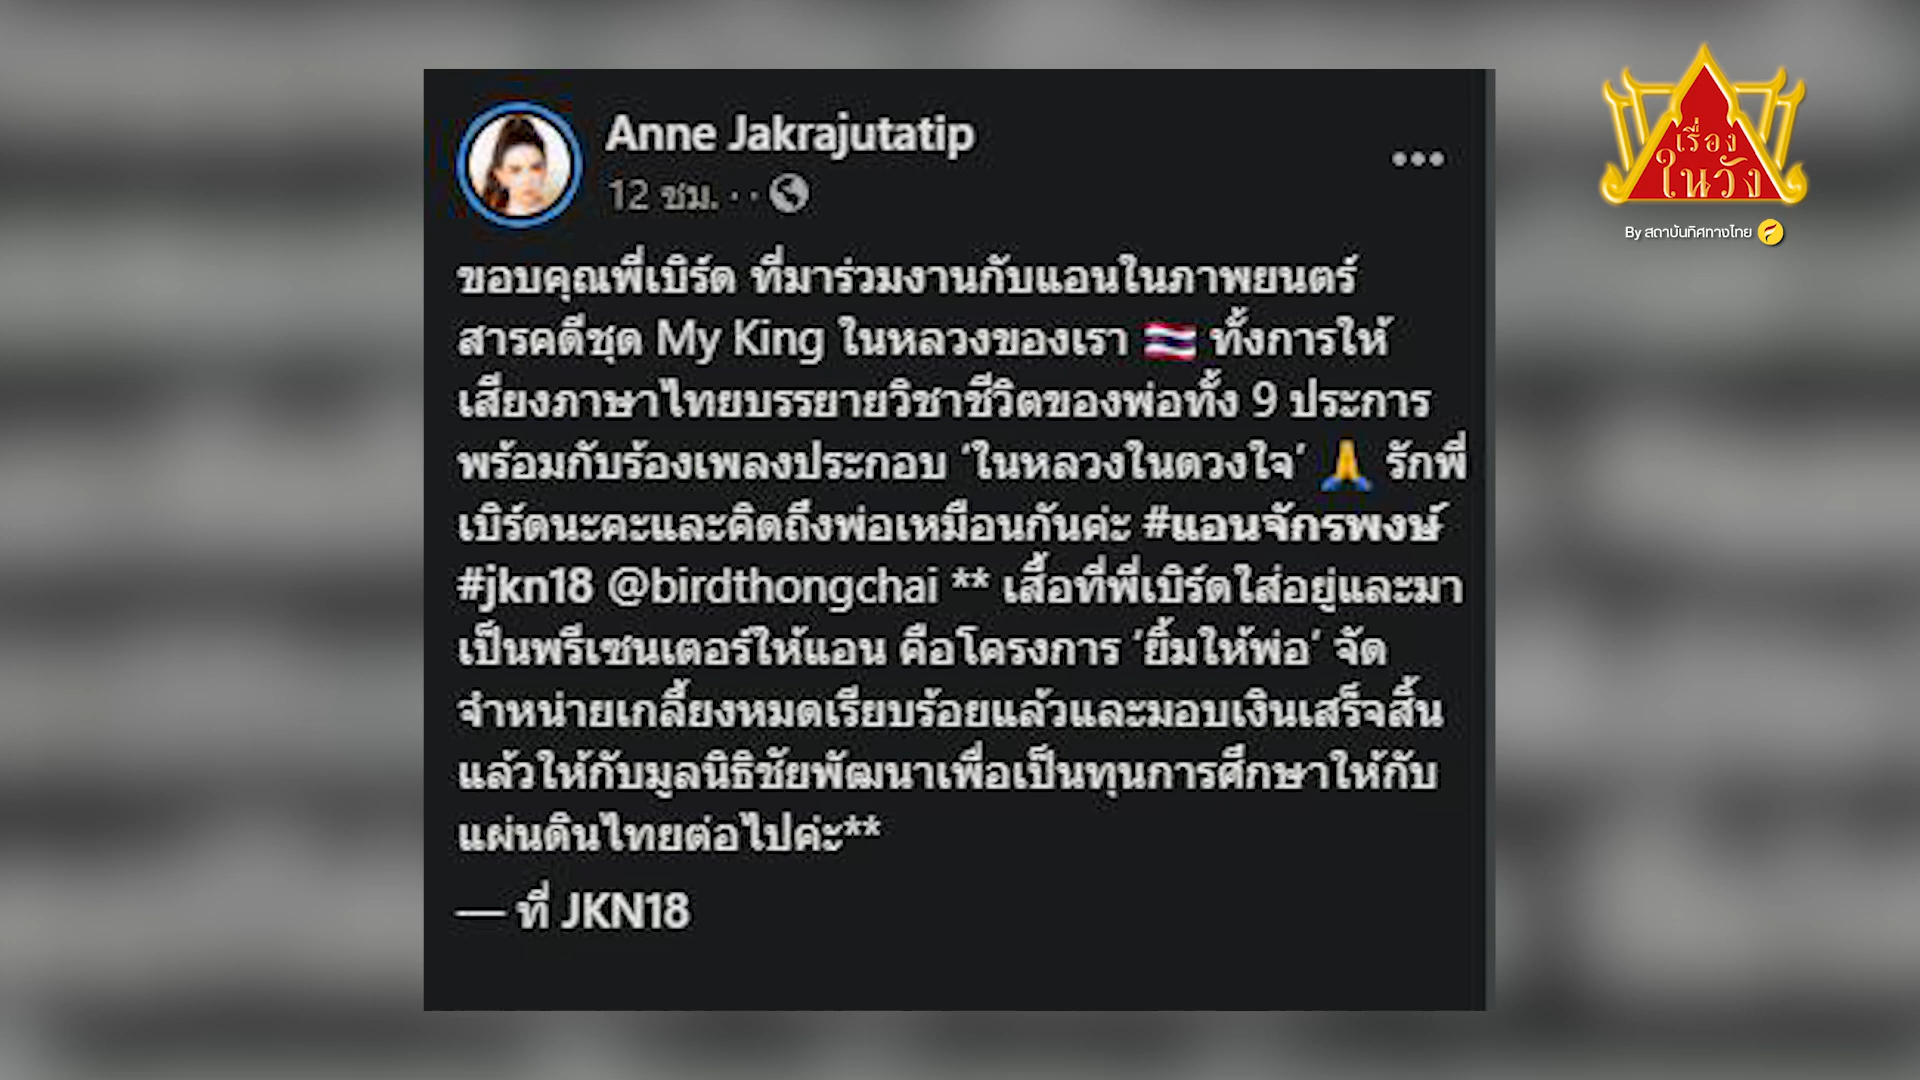 Anne Jakrajutatip
12 ชม. · ·
ขอบคุณพี่เบิร์ด ที่มาร่วมงานกับแอนในภาพยนตร์
สารคดีชุด My King ในหลวงของเรา 🇹🇭 ทั้งการให้
เสียงภาษาไทยบรรยายวิชาชีวิตของพ่อทั้ง 9 ประการ
พร้อมกับร้องเพลงประกอบ ‘ในหลวงในดวงใจ’ 🙏 รักพี่
เบิร์ดนะคะและคิดถึงพ่อเหมือนกันค่ะ #แอนจักรพงษ์
#jkn18 @birdthongchai ** เสื้อที่พี่เบิร์ดใส่อยู่และมา
เป็นพรีเซนเตอร์ให้แอน คือโครงการ ‘ยิ้มให้พ่อ’ จัด
จำหน่ายเกลี้ยงหมดเรียบร้อยแล้วและมอบเงินเสร็จสิ้น
แล้วให้กับมูลนิธิชัยพัฒนาเพื่อเป็นทุนการศึกษาให้กับ
แผ่นดินไทยต่อไปค่ะ**
— ที่ JKN18
เรื่อง
ในวัง
By สถาบันทิศทางไทย